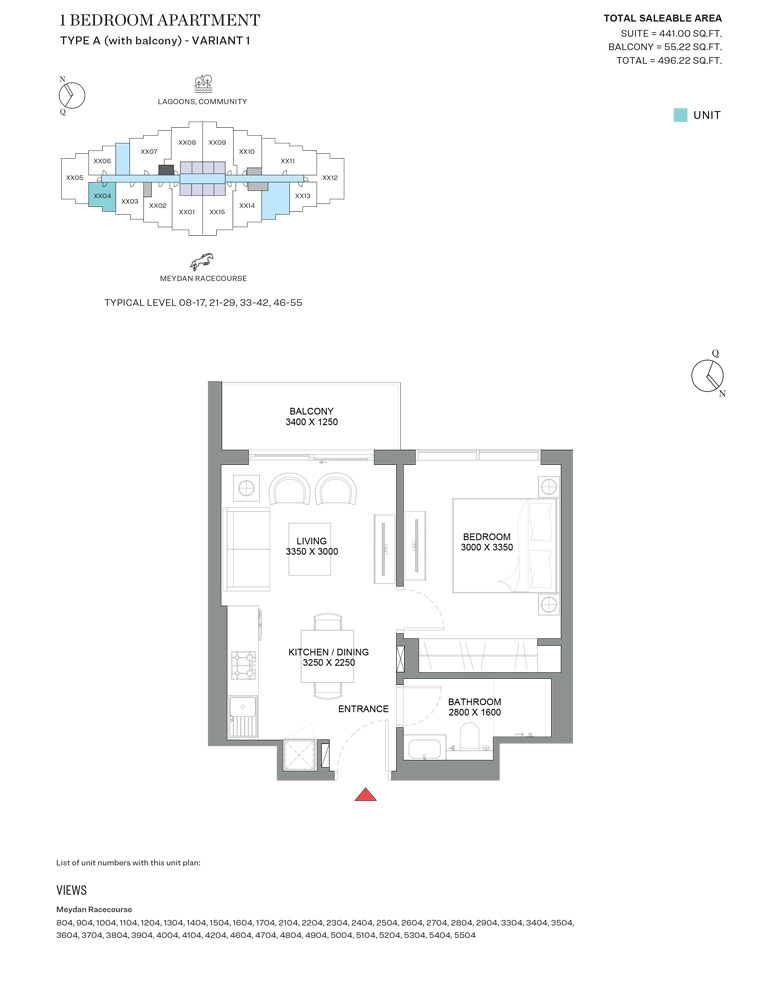 1 BEDROOM APARTMENT
TYPE A (with balcony) - VARIANT 1
TOTAL SALEABLE AREA
SUITE = 441.00 SQ.FT.
BALCONY = 55.22 SQ.FT.
TOTAL = 496.22 SQ.FT.
UNIT
N
Q
LAGOONS, COMMUNITY
XX08 XX09
XX07 XX10
XX06 XX11
XX05 XX12
XX04 XX13
XX03 XX02 XX14
XX01 XX15
MEYDAN RACECOURSE
TYPICAL LEVEL 08-17, 21-29, 33-42, 46-55
Q
N
BALCONY
3400 X 1250
LIVING
3350 X 3000
BEDROOM
3000 X 3350
KITCHEN / DINING
3250 X 2250
ENTRANCE
BATHROOM
2800 X 1600
List of unit numbers with this unit plan:
VIEWS
Meydan Racecourse
804, 904, 1004, 1104, 1204, 1304, 1404, 1504, 1604, 1704, 2104, 2204, 2304, 2404, 2504, 2604, 2704, 2804, 2904, 3304, 3404, 3504,
3604, 3704, 3804, 3904, 4004, 4104, 4204, 4604, 4704, 4804, 4904, 5004, 5104, 5204, 5304, 5404, 5504